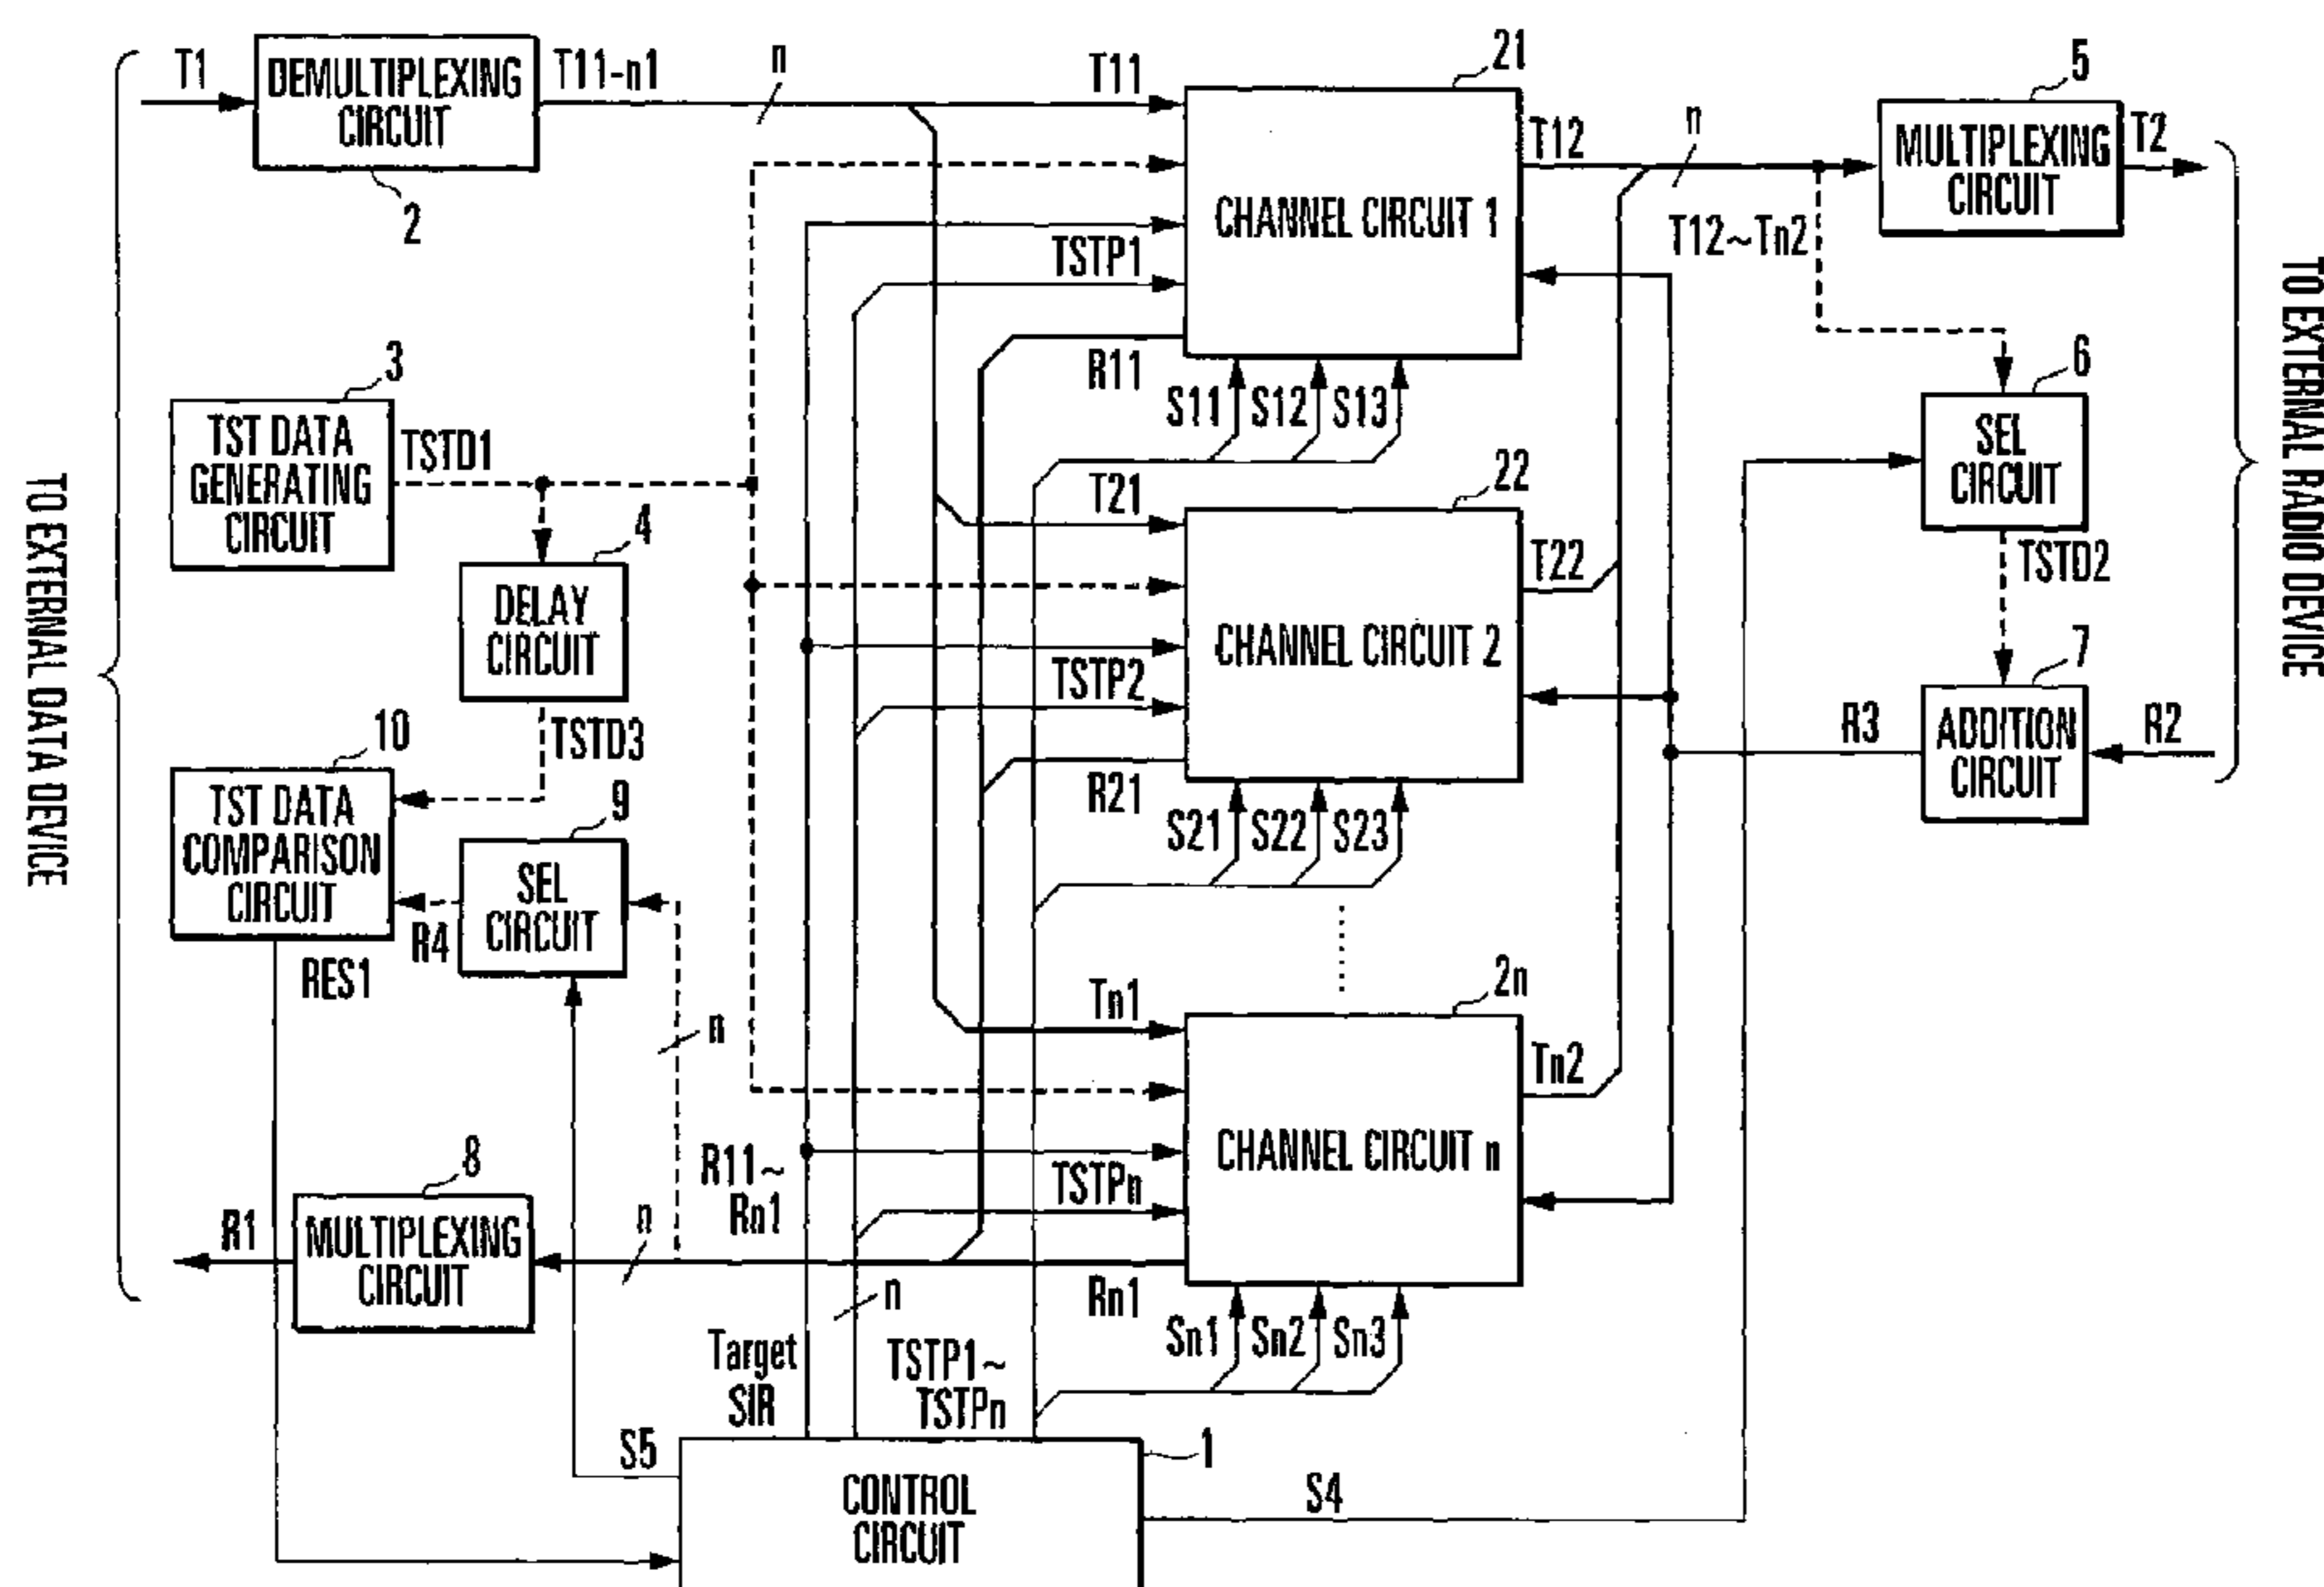 T1
DEMULTIPLEXING
CIRCUIT
2
T11-n1
n
T11
21
CHANNEL CIRCUIT 1
TSTP1
R11
S11 S12 S13
T12
n
T12~Tn2
5
MULTIPLEXING
CIRCUIT
T2
TO EXTERNAL DATA DEVICE
TO EXTERNAL RADIO DEVICE
3
TST DATA
GENERATING
CIRCUIT
TSTD1
4
DELAY
CIRCUIT
TSTD3
10
TST DATA
COMPARISON
CIRCUIT
RES1
9
SEL
CIRCUIT
R4
n
T21
22
CHANNEL CIRCUIT 2
TSTP2
R21
S21 S22 S23
T22
6
SEL
CIRCUIT
TSTD2
7
ADDITION
CIRCUIT
R3
R2
Tn1
2n
CHANNEL CIRCUIT n
TSTPn
Rn1
Sn1 Sn2 Sn3
Tn2
8
MULTIPLEXING
CIRCUIT
R1
n
R11~
Rn1
n
Target
SIR
TSTP1~
TSTPn
S5
1
CONTROL
CIRCUIT
S4